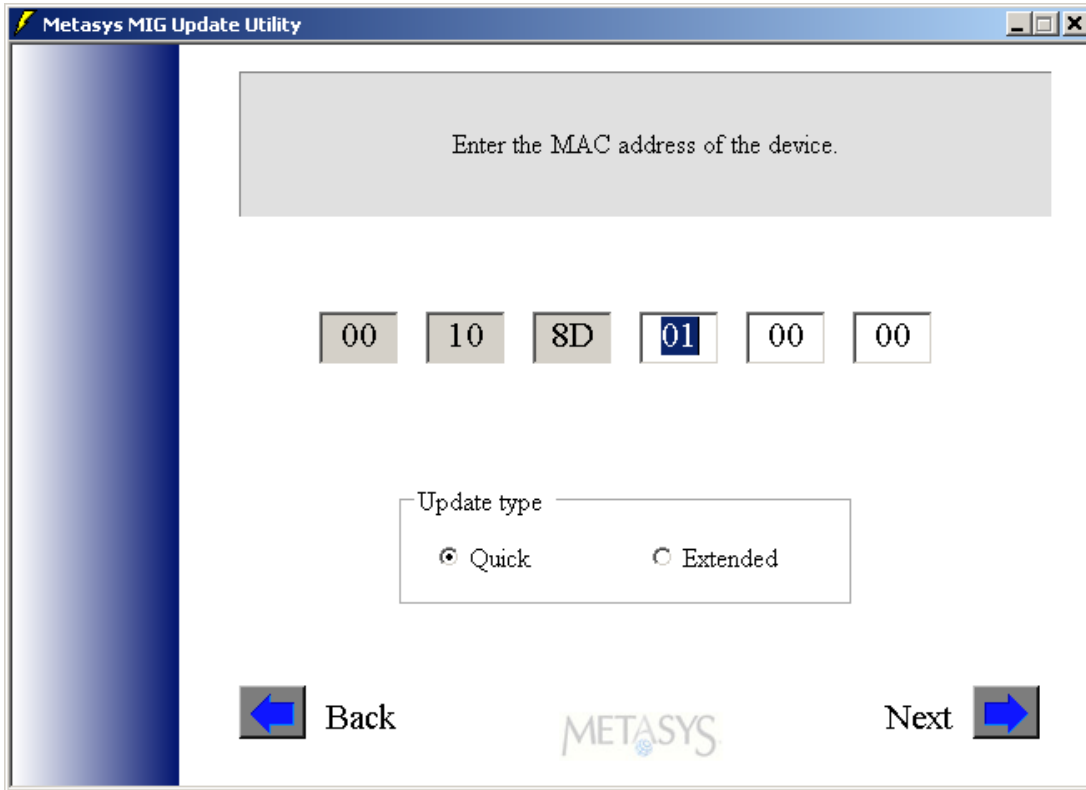 Metasys MIG Update Utility
Enter the MAC address of the device.
00 10 8D 01 00 00
Update type
Quick Extended
Back METASYS Next